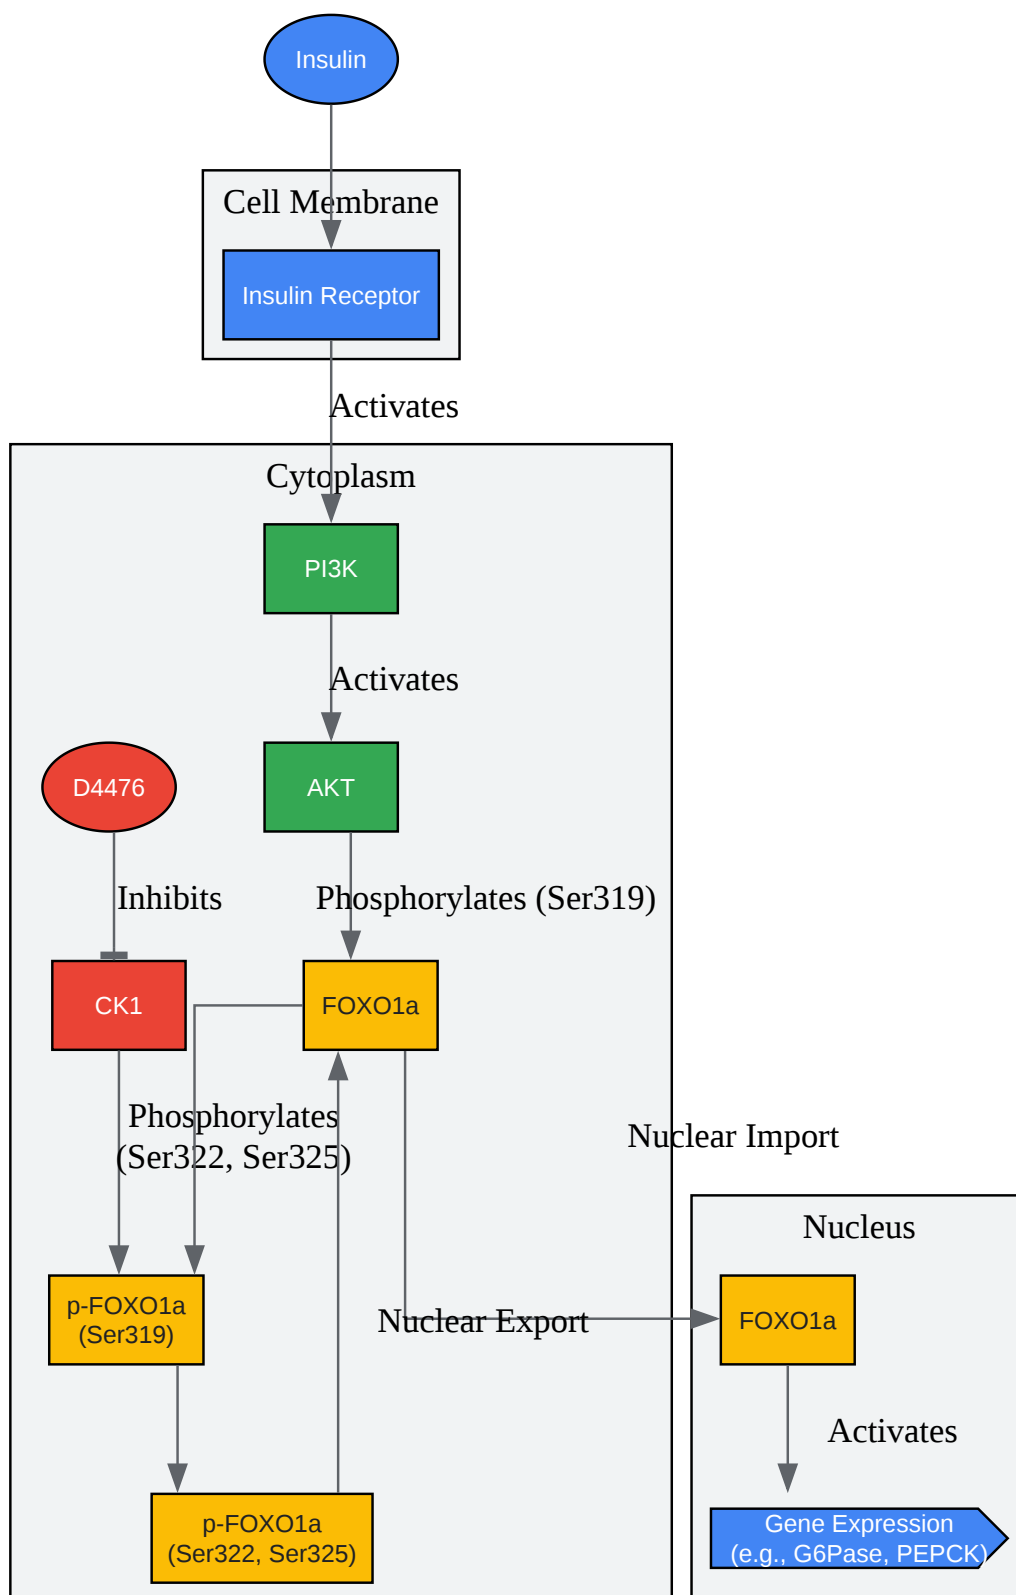 Insulin
Cell Membrane
Insulin Receptor
Activates
Cytoplasm
PI3K
Activates
D4476
AKT
Inhibits
Phosphorylates (Ser319)
CK1
FOXO1a
Phosphorylates
(Ser322, Ser325)
Nuclear Import
Nucleus
p-FOXO1a
(Ser319)
Nuclear Export
FOXO1a
Activates
p-FOXO1a
(Ser322, Ser325)
Gene Expression
(e.g., G6Pase, PEPCK)